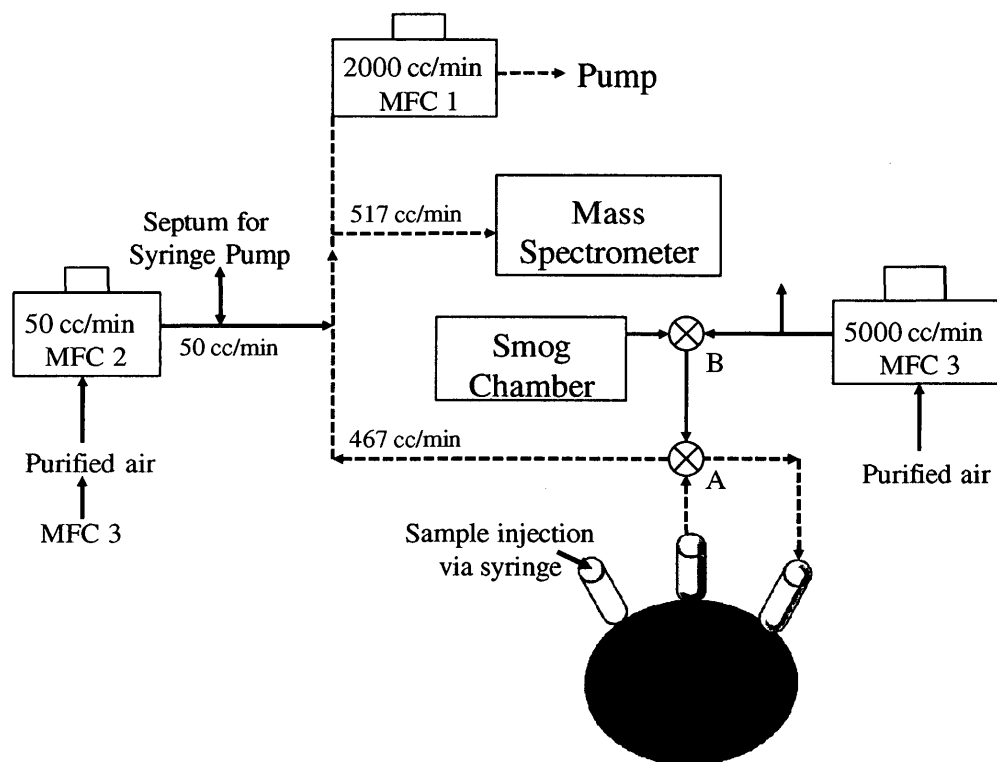 2000 cc/min
MFC 1
Pump
517 cc/min
Mass
Spectrometer
Septum for
Syringe Pump
50 cc/min
MFC 2
50 cc/min
Smog
Chamber
B
5000 cc/min
MFC 3
467 cc/min
A
Purified air
MFC 3
Purified air
Sample injection
via syringe